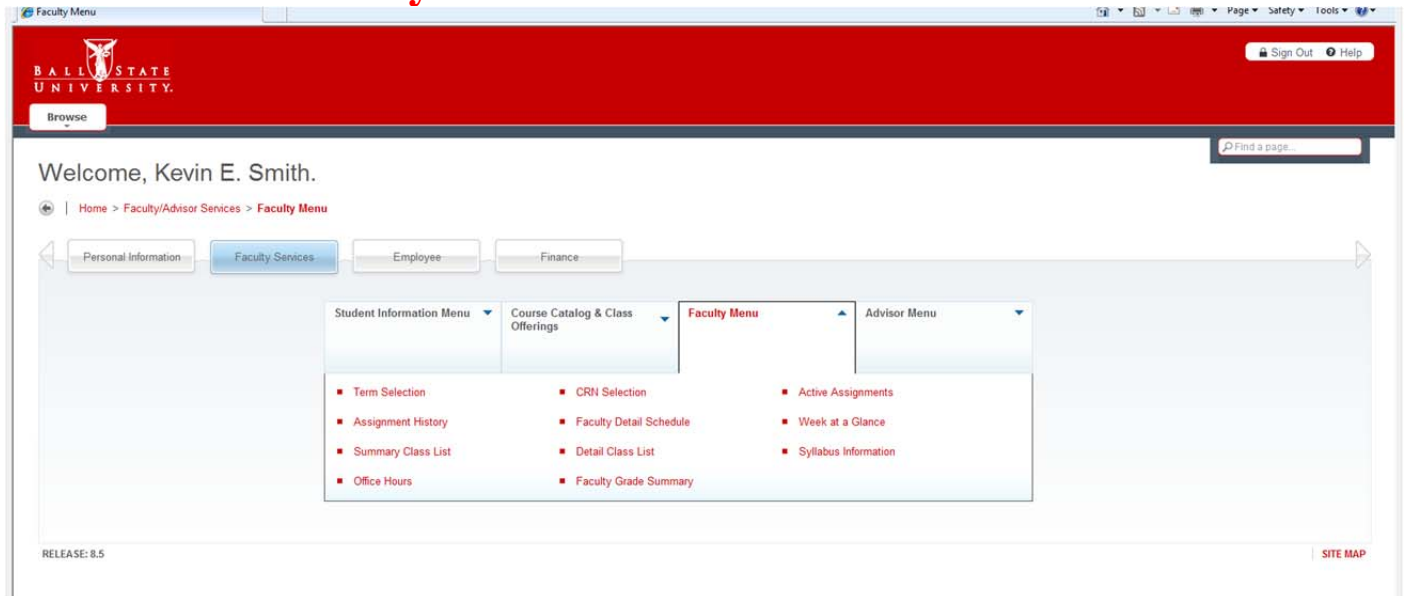 Faculty Menu
Page Safety Tools
BALL STATE
UNIVERSITY.
Sign Out Help
Browse
Find a page...
Welcome, Kevin E. Smith.
Home > Faculty/Advisor Services > Faculty Menu
Personal Information Faculty Services Employee Finance
Student Information Menu Course Catalog & Class Faculty Menu Advisor Menu
Offerings
Term Selection CRN Selection Active Assignments
Assignment History Faculty Detail Schedule Week at a Glance
Summary Class List Detail Class List Syllabus Information
Office Hours Faculty Grade Summary
RELEASE: 8.5 SITE MAP